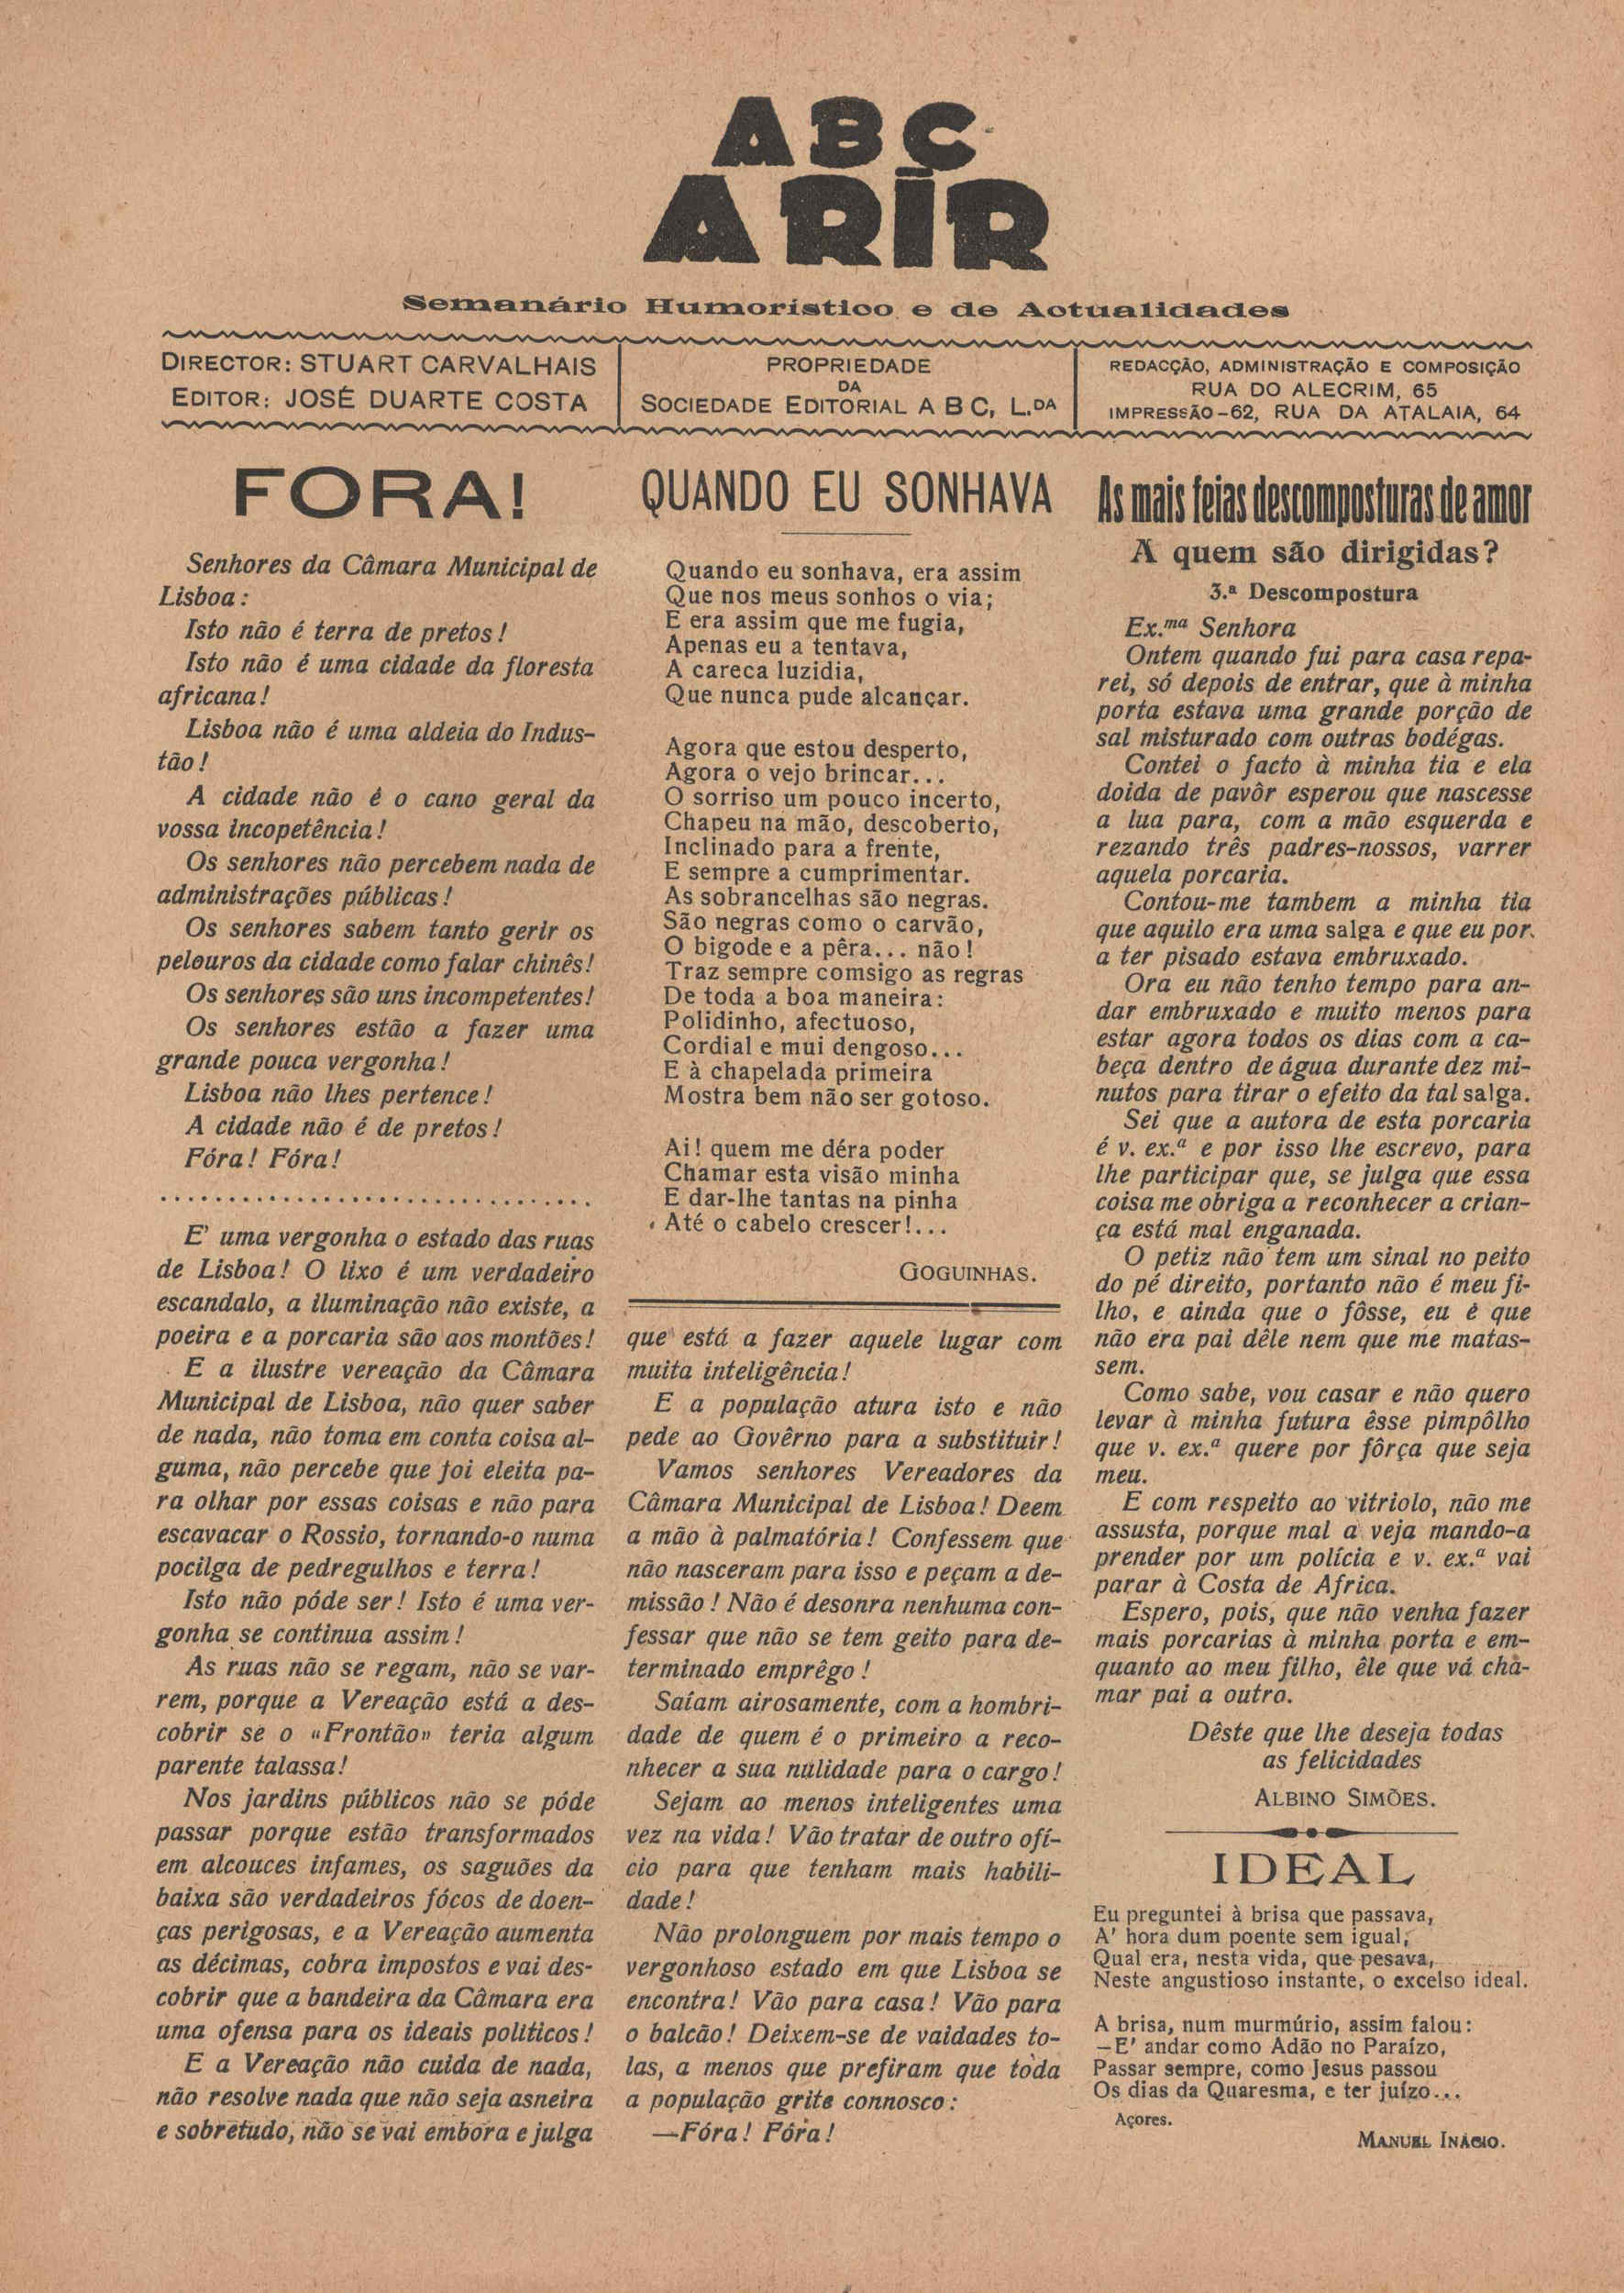 ABC
A RIR
Semanário Humorístico e de Actualidades
DIRECTOR: STUART CARVALHAIS
EDITOR: JOSÉ DUARTE COSTA
PROPRIEDADE
DA
SOCIEDADE EDITORIAL A B C, L.DA
REDACÇÃO, ADMINISTRAÇÃO E COMPOSIÇÃO
RUA DO ALECRIM, 65
IMPRESSÃO-62, RUA DA ATALAIA, 64
FORA!
Senhores da Câmara Municipal de
Lisboa:
Isto não é terra de pretos!
Isto não é uma cidade da floresta
africana!
Lisboa não é uma aldeia do Indus-
tão!
A cidade não é o cano geral da
vossa incopetência!
Os senhores não percebem nada de
administrações públicas!
Os senhores sabem tanto gerir os
pelouros da cidade como falar chinês!
Os senhores são uns incompetentes!
Os senhores estão a fazer uma
grande pouca vergonha!
Lisboa não lhes pertence!
A cidade não é de pretos!
Fóra! Fóra!
................................
E' uma vergonha o estado das ruas
de Lisboa! O lixo é um verdadeiro
escandalo, a iluminação não existe, a
poeira e a porcaria são aos montões!
E a ilustre vereação da Câmara
Municipal de Lisboa, não quer saber
de nada, não toma em conta coisa al-
guma, não percebe que foi eleita pa-
ra olhar por essas coisas e não para
escavacar o Rossio, tornando-o numa
pocilga de pedregulhos e terra!
Isto não póde ser! Isto é uma ver-
gonha se continua assim!
As ruas não se regam, não se var-
rem, porque a Vereação está a des-
cobrir se o «Frontão» teria algum
parente talassa!
Nos jardins públicos não se póde
passar porque estão transformados
em alcouces infames, os saguões da
baixa são verdadeiros fócos de doen-
ças perigosas, e a Vereação aumenta
as décimas, cobra impostos e vai des-
cobrir que a bandeira da Câmara era
uma ofensa para os ideais politicos!
E a Vereação não cuida de nada,
não resolve nada que não seja asneira
e sobretudo, não se vai embora e julga
QUANDO EU SONHAVA
Quando eu sonhava, era assim
Que nos meus sonhos o via;
E era assim que me fugia,
Apenas eu a tentava,
A careca luzidia,
Que nunca pude alcançar.
Agora que estou desperto,
Agora o vejo brincar...
O sorriso um pouco incerto,
Chapeu na mão, descoberto,
Inclinado para a frente,
E sempre a cumprimentar.
As sobrancelhas são negras.
São negras como o carvão,
O bigode e a pêra... não!
Traz sempre comsigo as regras
De toda a boa maneira:
Polidinho, afectuoso,
Cordial e mui dengoso...
E à chapelada primeira
Mostra bem não ser gotoso.
Ai! quem me déra poder
Chamar esta visão minha
E dar-lhe tantas na pinha
Até o cabelo crescer!...
GOGUINHAS.
que está a fazer aquele lugar com
muita inteligência!
E a população atura isto e não
pede ao Govêrno para a substituir!
Vamos senhores Vereadores da
Câmara Municipal de Lisboa! Deem
a mão à palmatória! Confessem que
não nasceram para isso e peçam a de-
missão! Não é desonra nenhuma con-
fessar que não se tem geito para de-
terminado emprêgo!
Saíam airosamente, com a hombri-
dade de quem é o primeiro a reco-
nhecer a sua nulidade para o cargo!
Sejam ao menos inteligentes uma
vez na vida! Vão tratar de outro ofí-
cio para que tenham mais habili-
dade!
Não prolonguem por mais tempo o
vergonhoso estado em que Lisboa se
encontra! Vão para casa! Vão para
o balcão! Deixem-se de vaidades to-
las, a menos que prefiram que toda
a população grite connosco:
—Fóra! Fóra!
As mais feias descomposturas de amor
A quem são dirigidas?
3.ª Descompostura
Ex.ma Senhora
Ontem quando fui para casa repa-
rei, só depois de entrar, que à minha
porta estava uma grande porção de
sal misturado com outras bodégas.
Contei o facto à minha tia e ela
doida de pavôr esperou que nascesse
a lua para, com a mão esquerda e
rezando três padres-nossos, varrer
aquela porcaria.
Contou-me tambem a minha tia
que aquilo era uma salga e que eu por
a ter pisado estava embruxado.
Ora eu não tenho tempo para an-
dar embruxado e muito menos para
estar agora todos os dias com a ca-
beça dentro de água durante dez mi-
nutos para tirar o efeito da tal salga.
Sei que a autora de esta porcaria
é v. ex.ª e por isso lhe escrevo, para
lhe participar que, se julga que essa
coisa me obriga a reconhecer a crian-
ça está mal enganada.
O petiz não tem um sinal no peito
do pé direito, portanto não é meu fi-
lho, e ainda que o fôsse, eu é que
não era pai dêle nem que me matas-
sem.
Como sabe, vou casar e não quero
levar à minha futura êsse pimpôlho
que v. ex.ª quere por fôrça que seja
meu.
E com respeito ao vitriolo, não me
assusta, porque mal a veja mando-a
prender por um polícia e v. ex.ª vai
parar à Costa de Africa.
Espero, pois, que não venha fazer
mais porcarias à minha porta e em-
quanto ao meu filho, êle que vá cha-
mar pai a outro.
Dêste que lhe deseja todas
as felicidades
ALBINO SIMÕES.
IDEAL
Eu preguntei à brisa que passava,
A' hora dum poente sem igual,
Qual era, nesta vida, que pesava,
Neste angustioso instante, o excelso ideal.
A brisa, num murmúrio, assim falou:
—E' andar como Adão no Paraízo,
Passar sempre, como Jesus passou
Os dias da Quaresma, e ter juízo...
Açores.
MANUEL INÁCIO.